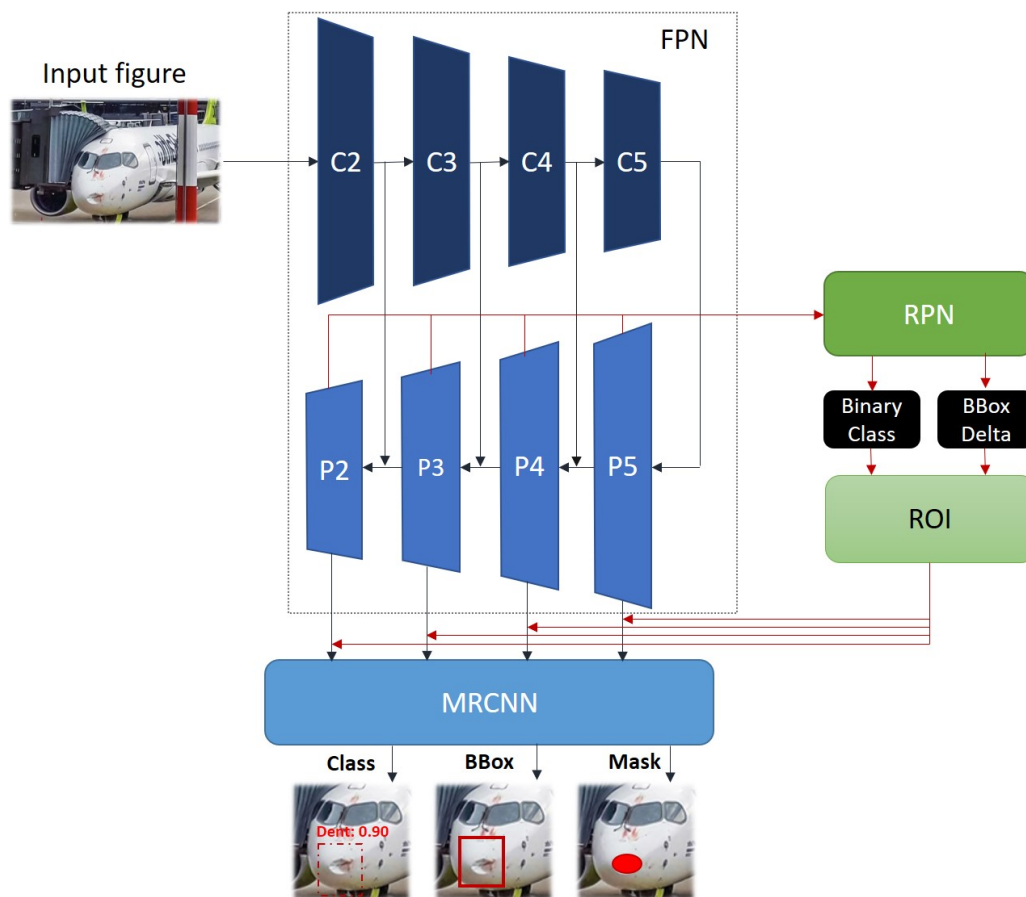 FPN
Input figure
C2
C3
C4
C5
RPN
Binary
Class
BBox
Delta
P2
P3
P4
P5
ROI
MRCNN
Class
BBox
Mask
Dent: 0.90